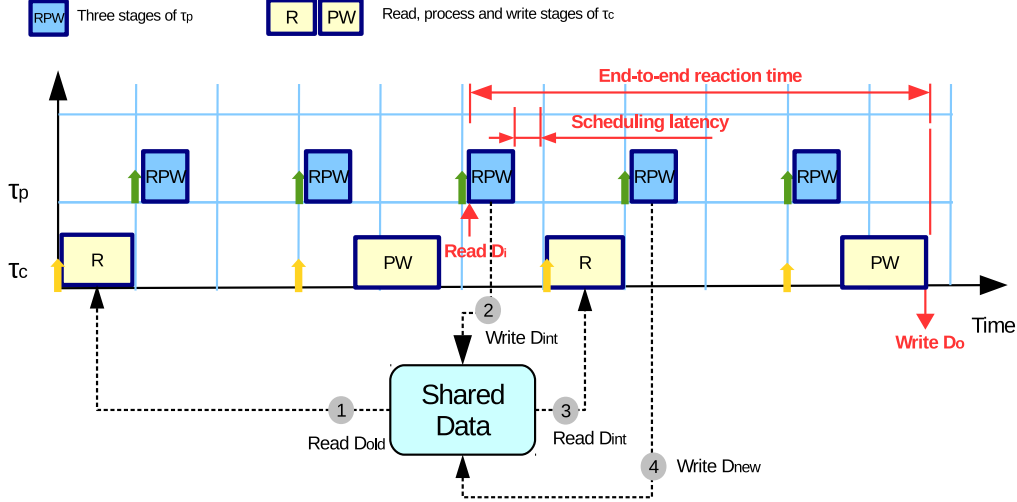 RPW Three stages of τp
R PW Read, process and write stages of τc
End-to-end reaction time
Scheduling latency
τp RPW RPW RPW RPW RPW
Read Di
τc R PW R PW
Time
2
Write Dint
Write Do
Shared
Data
1
3
Read Dold
Read Dint
4 Write Dnew